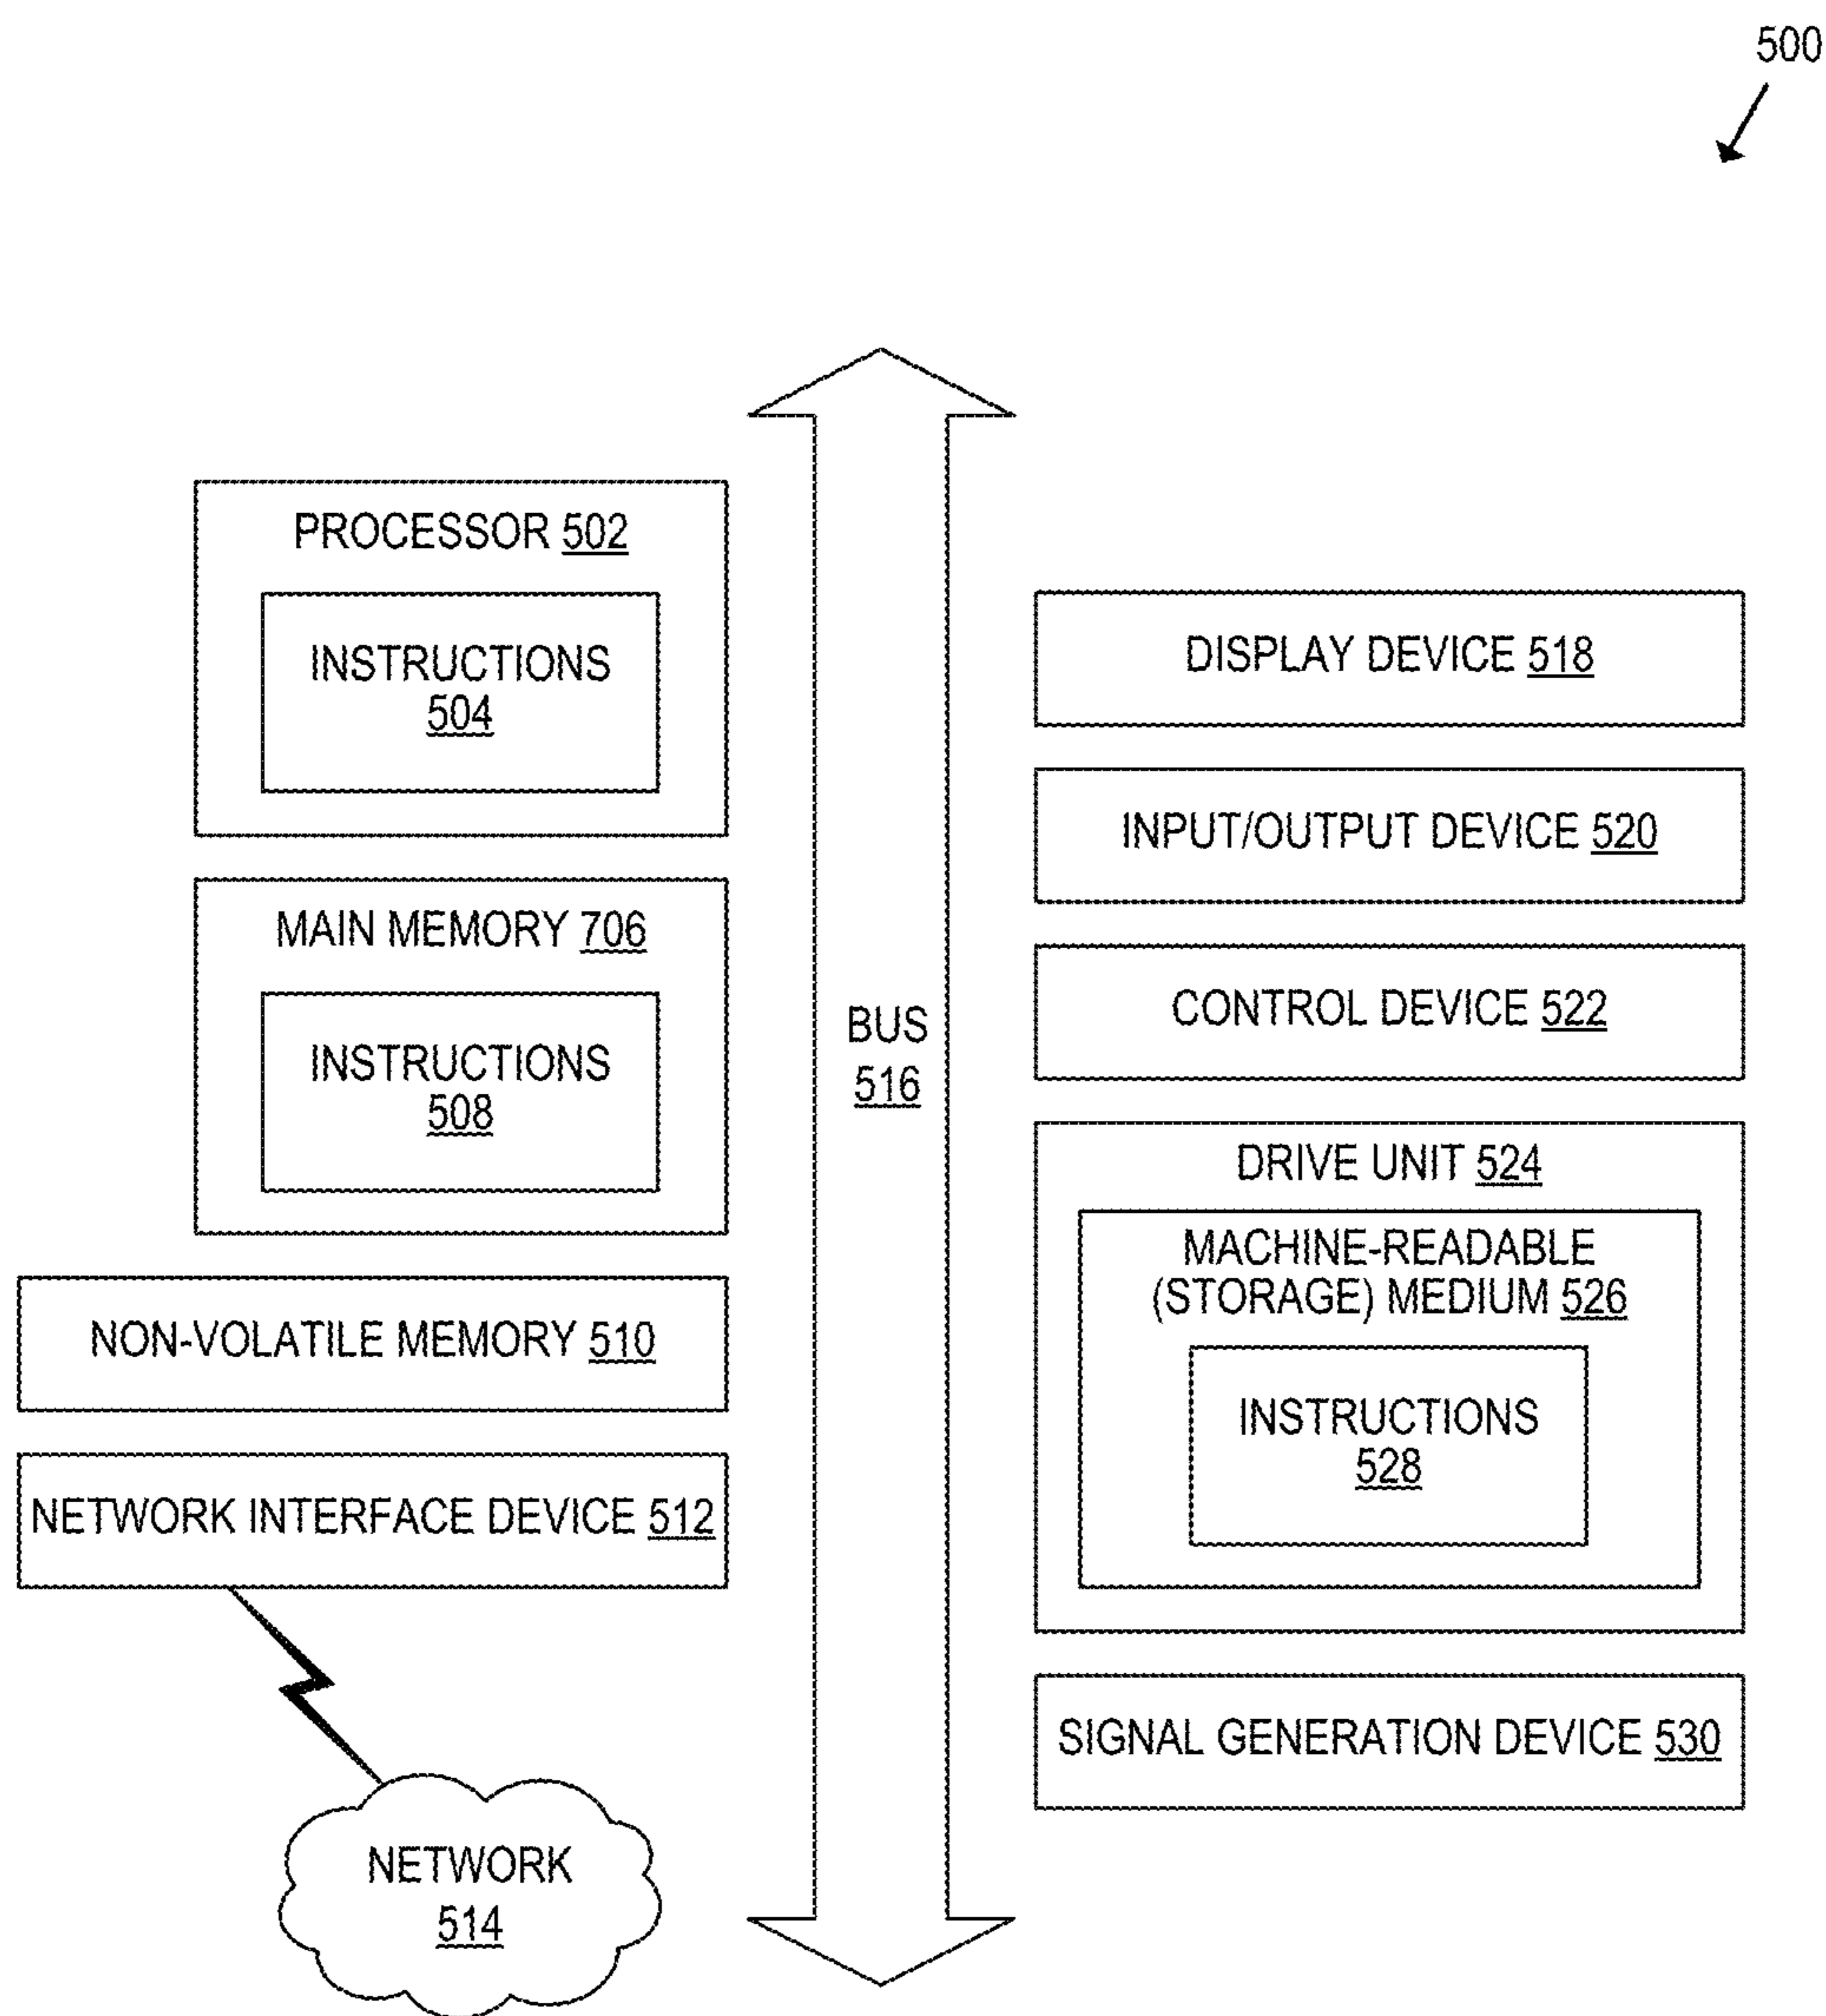 500
PROCESSOR 502
INSTRUCTIONS
504
MAIN MEMORY 706
INSTRUCTIONS
508
NON-VOLATILE MEMORY 510
NETWORK INTERFACE DEVICE 512
NETWORK
514
BUS
516
DISPLAY DEVICE 518
INPUT/OUTPUT DEVICE 520
CONTROL DEVICE 522
DRIVE UNIT 524
MACHINE-READABLE
(STORAGE) MEDIUM 526
INSTRUCTIONS
528
SIGNAL GENERATION DEVICE 530